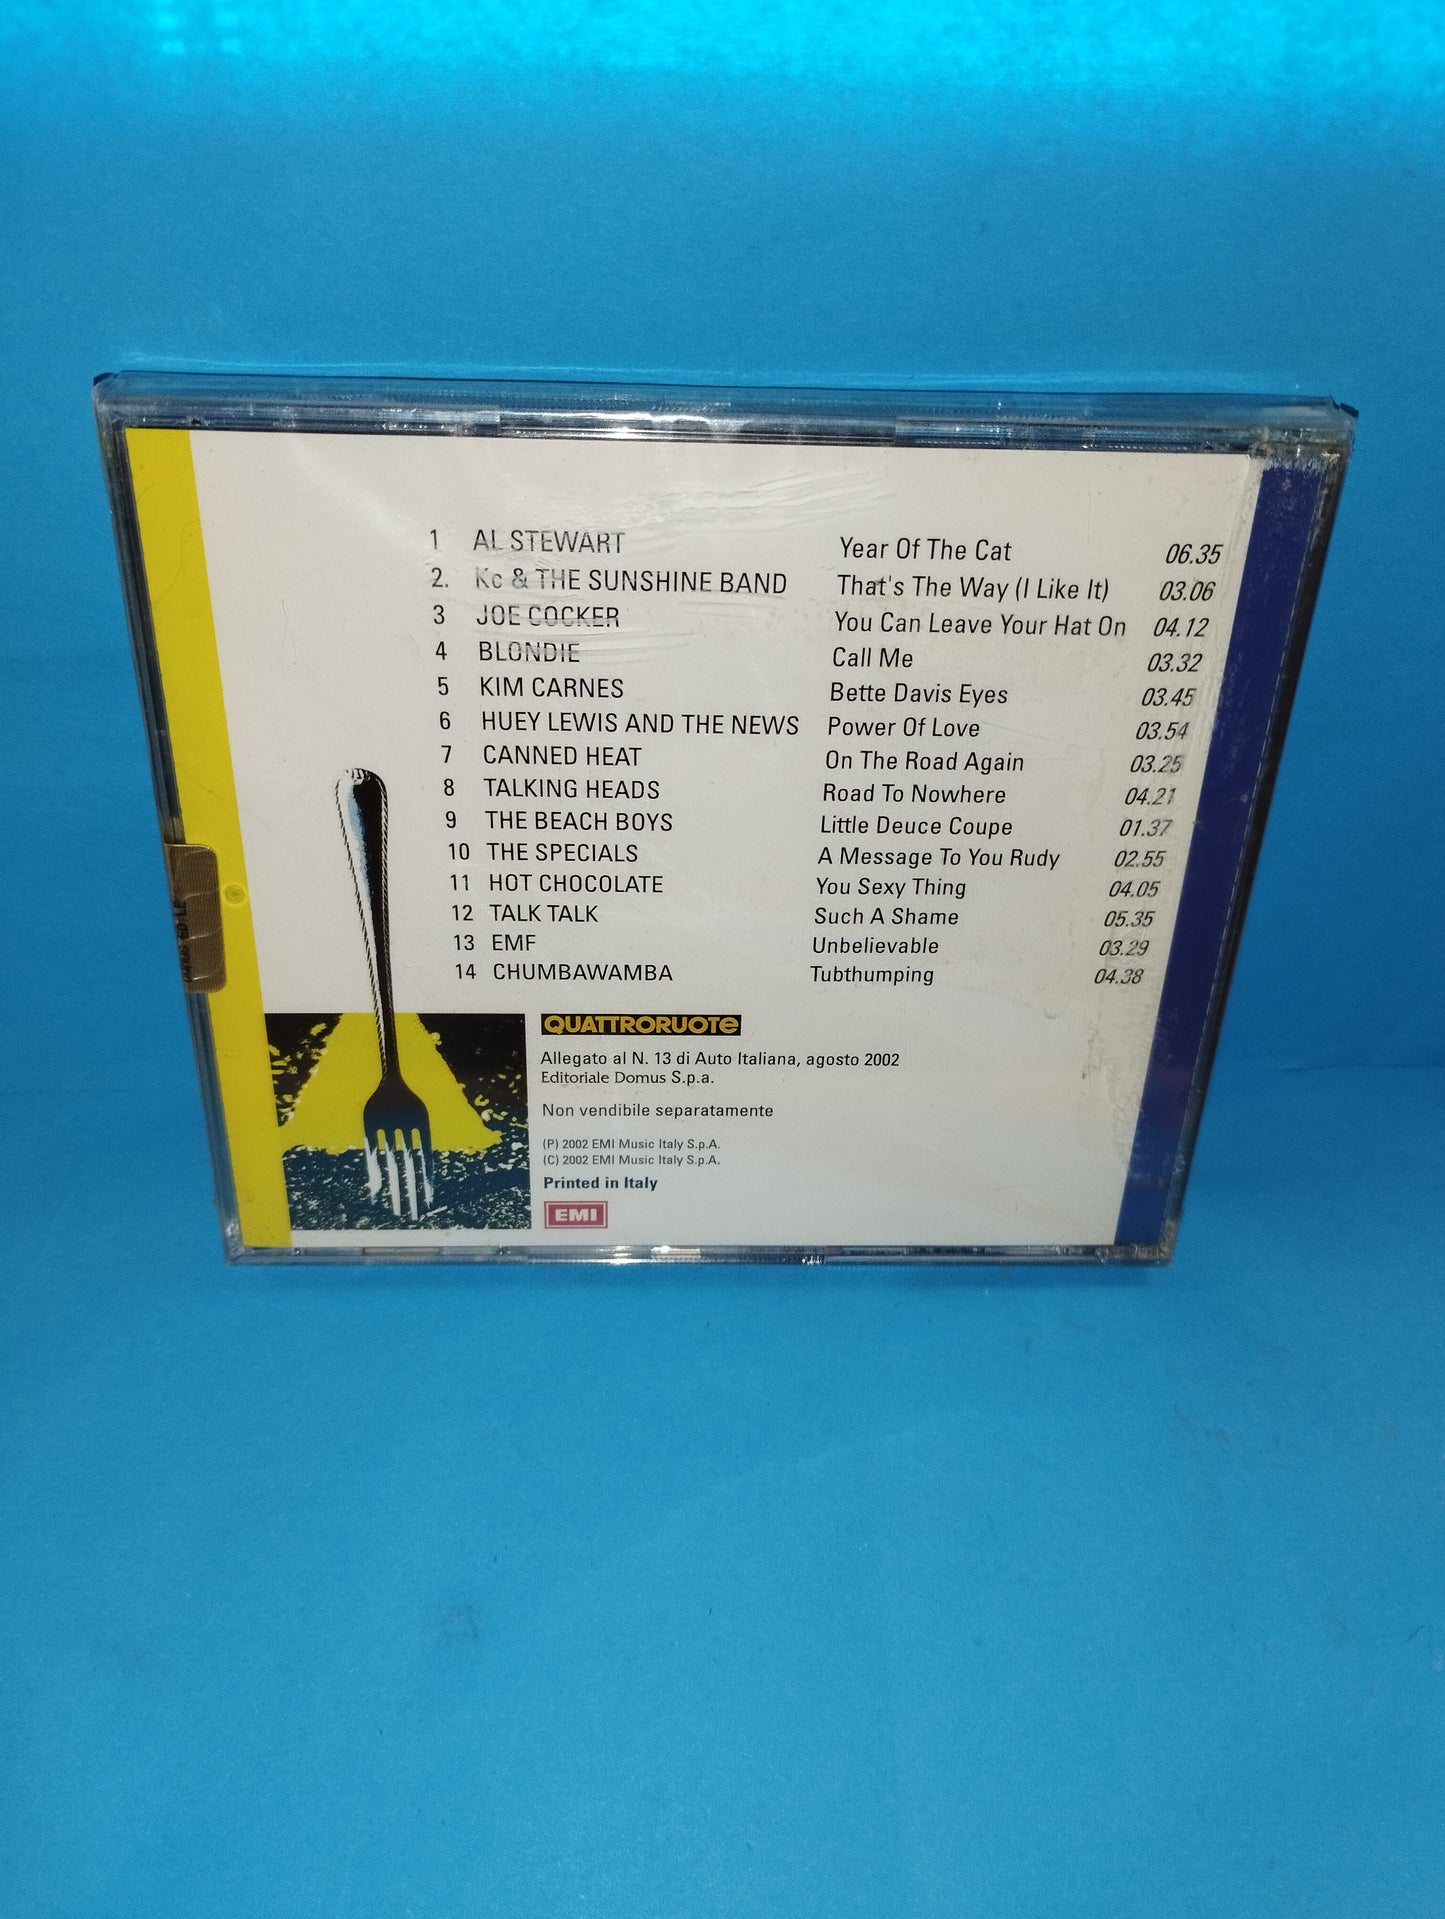 1 AL STEWART Year Of The Cat 06.35
2. Kc & THE SUNSHINE BAND That's The Way (I Like It) 03.06
3 JOE COCKER You Can Leave Your Hat On 04.12
4 BLONDIE Call Me 03.32
5 KIM CARNES Bette Davis Eyes 03.45
6 HUEY LEWIS AND THE NEWS Power Of Love 03.54
7 CANNED HEAT On The Road Again 03.25
8 TALKING HEADS Road To Nowhere 04.21
9 THE BEACH BOYS Little Deuce Coupe 01.37
10 THE SPECIALS A Message To You Rudy 02.55
11 HOT CHOCOLATE You Sexy Thing 04.05
12 TALK TALK Such A Shame 05.35
13 EMF Unbelievable 03.29
14 CHUMBAWAMBA Tubthumping 04.38
QUATTRORUOTe
Allegato al N. 13 di Auto Italiana, agosto 2002
Editoriale Domus S.p.a.
Non vendibile separatamente
(P) 2002 EMI Music Italy S.p.A.
(C) 2002 EMI Music Italy S.p.A.
Printed in Italy
EMI